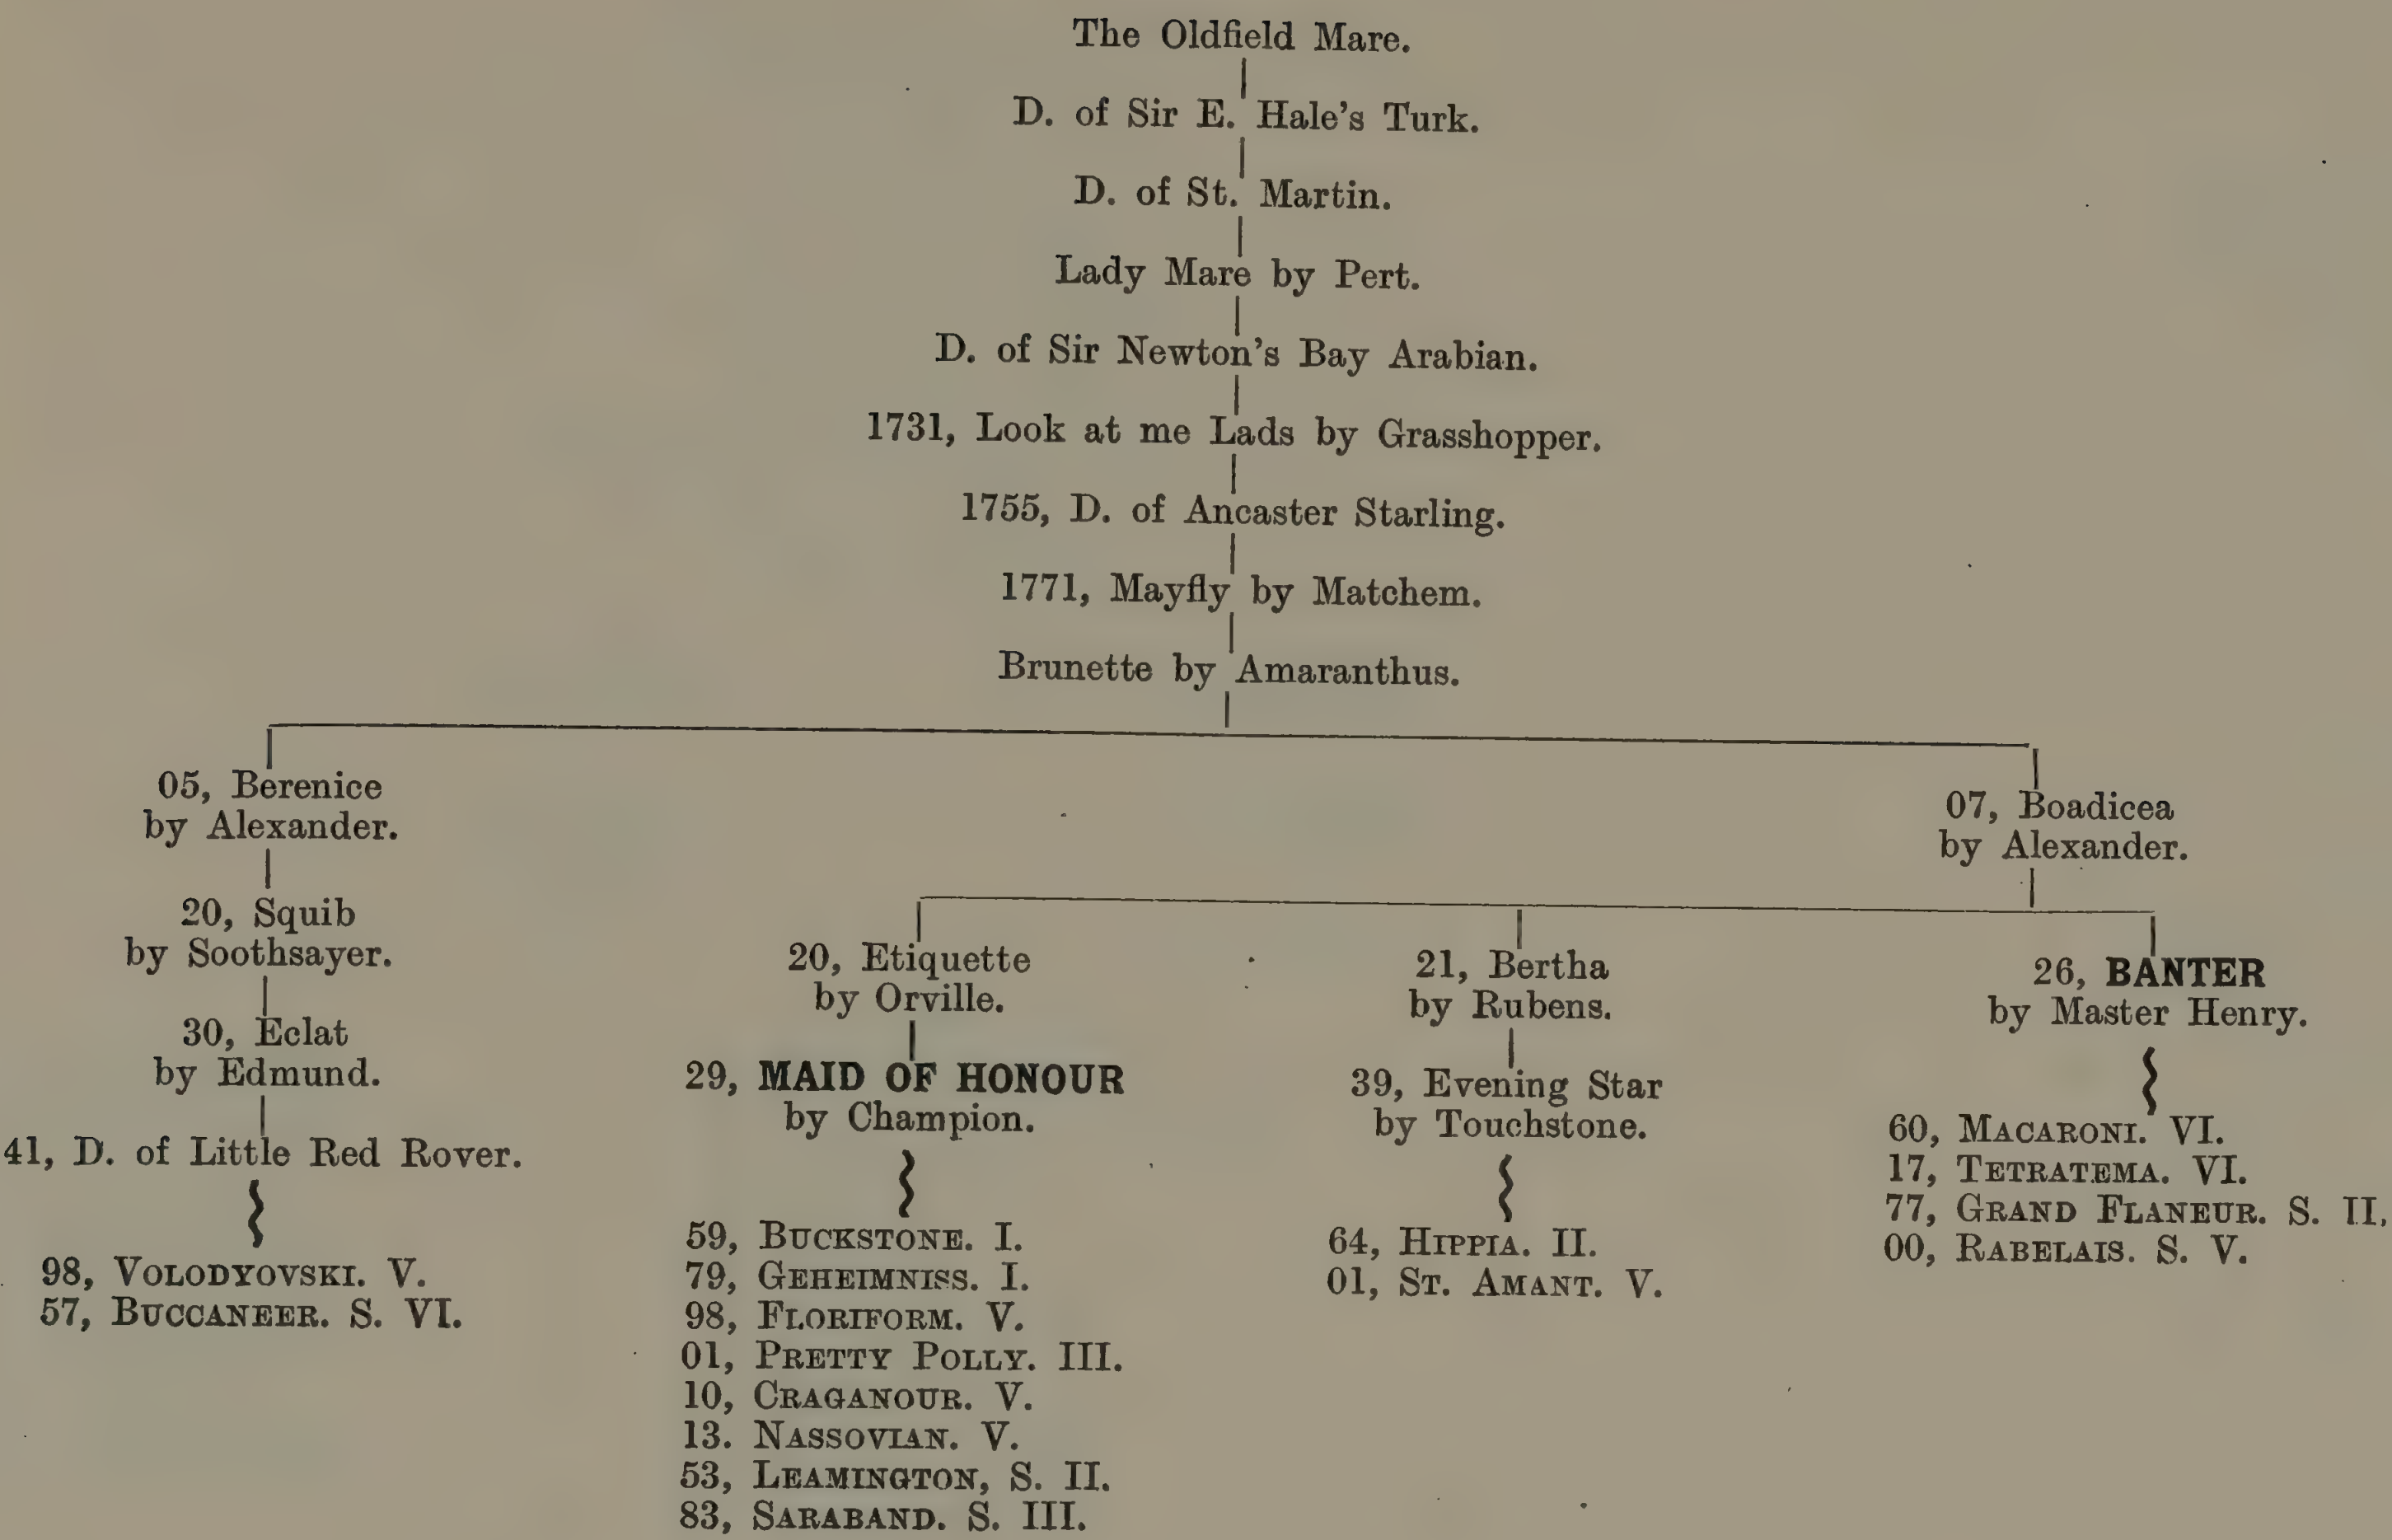 The Oldfield Mare.
D. of Sir E. Hale's Turk.
D. of St. Martin.
Lady Mare by Pert.
D. of Sir Newton's Bay Arabian.
1731, Look at me Lads by Grasshopper.
1755, D. of Ancaster Starling.
1771, Mayfly by Matchem.
Brunette by Amaranthus.
05, Berenice
by Alexander.
20, Squib
by Soothsayer.
30, Eclat
by Edmund.
41, D. of Little Red Rover.
98, VOLODYOVSKI. V.
57, BUCCANEER. S. VI.
07, Boadicea
by Alexander.
20, Etiquette
by Orville.
29, MAID OF HONOUR
by Champion.
59, BUCKSTONE. I.
79, GEHEIMNISS. I.
98, FLORIFORM. V.
01, PRETTY POLLY. III.
10, CRAGANOUR. V.
13. NASSOVIAN. V.
53, LEAMINGTON, S. II.
83, SARABAND. S. III.
21, Bertha
by Rubens.
39, Evening Star
by Touchstone.
64, HIPPIA. II.
01, ST. AMANT. V.
26, BANTER
by Master Henry.
60, MACARONI. VI.
17, TETRATEMA. VI.
77, GRAND FLANEUR. S. II.
00, RABELAIS. S. V.